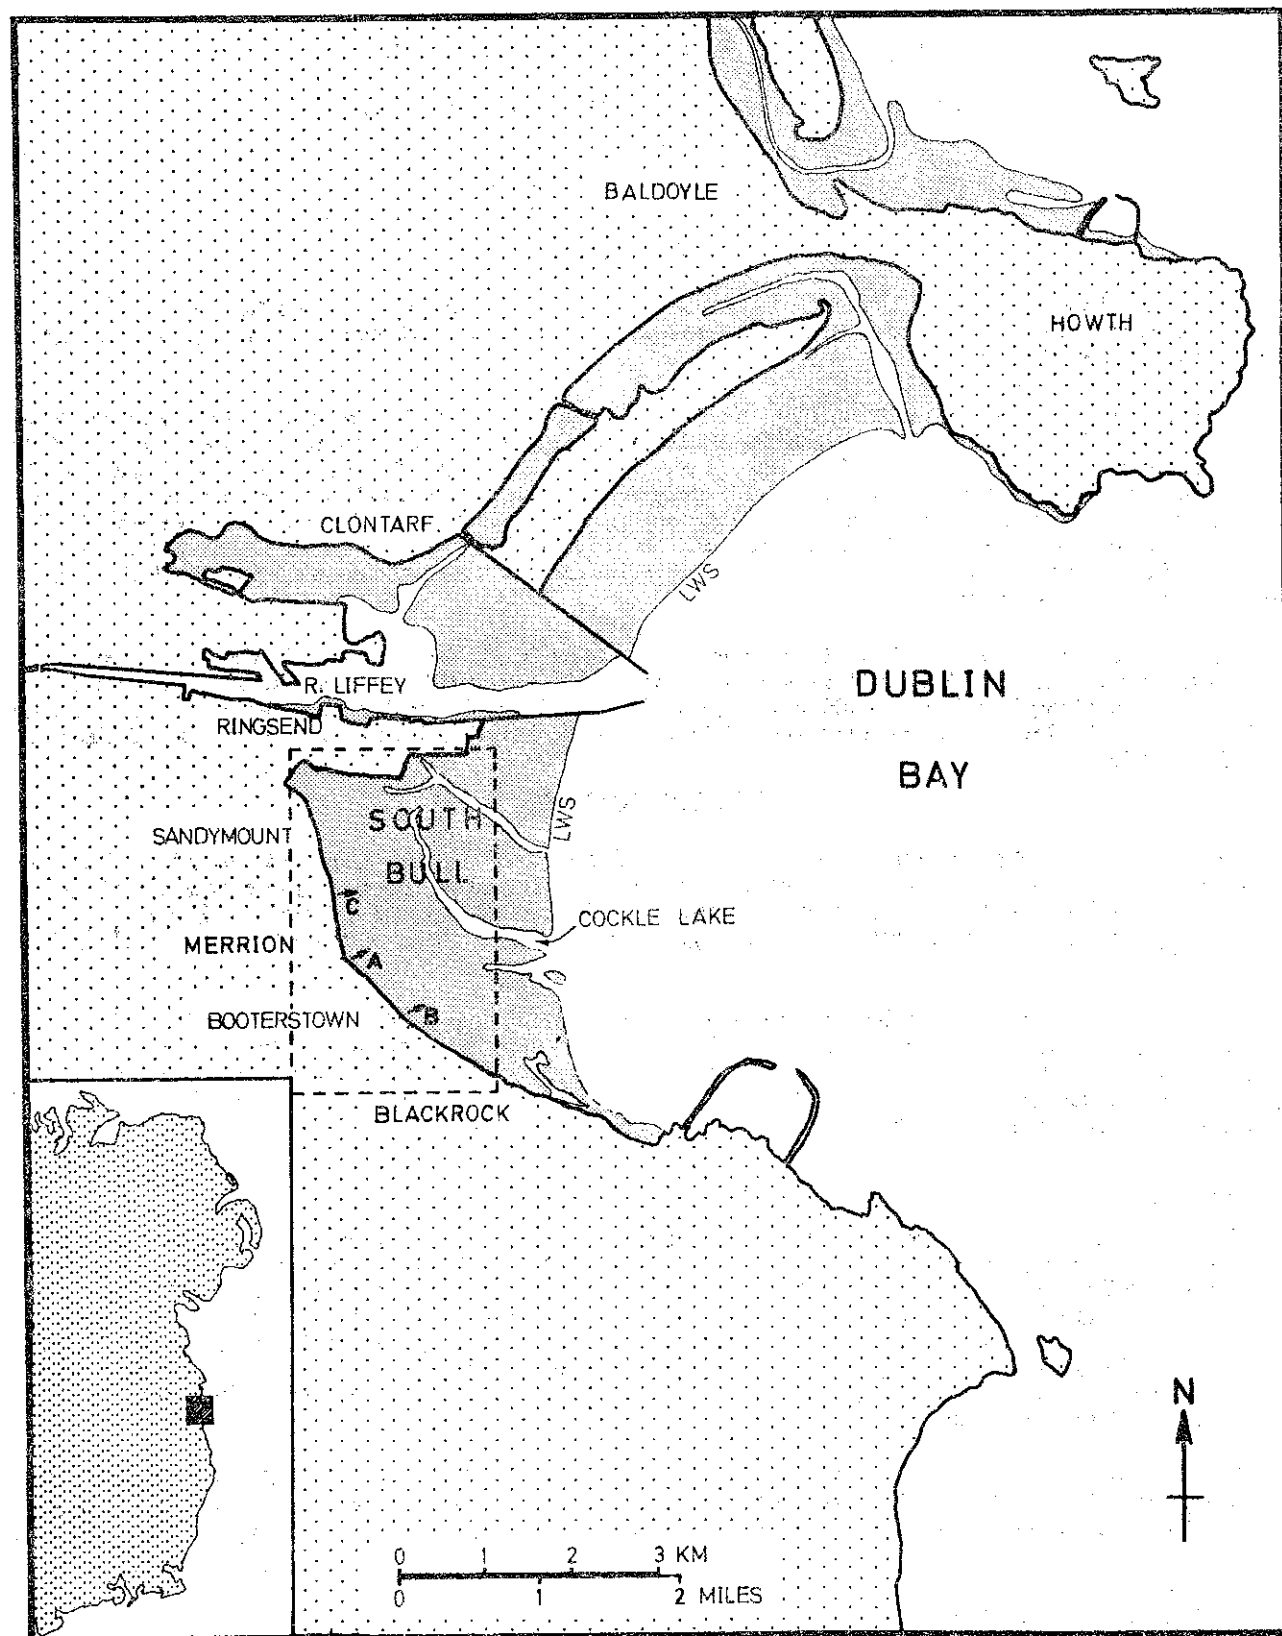 BALDOYLE
HOWTH
CLONTARF.
LWS
R. LIFFEY
DUBLIN
BAY
RINGSEND
SOUTH
BULL
LWS
SANDYMOUNT
C
COCKLE LAKE
MERRION
A
B
BOOTERSTOWN
BLACKROCK
N
0 1 2 3 KM
0 1 2 MILES